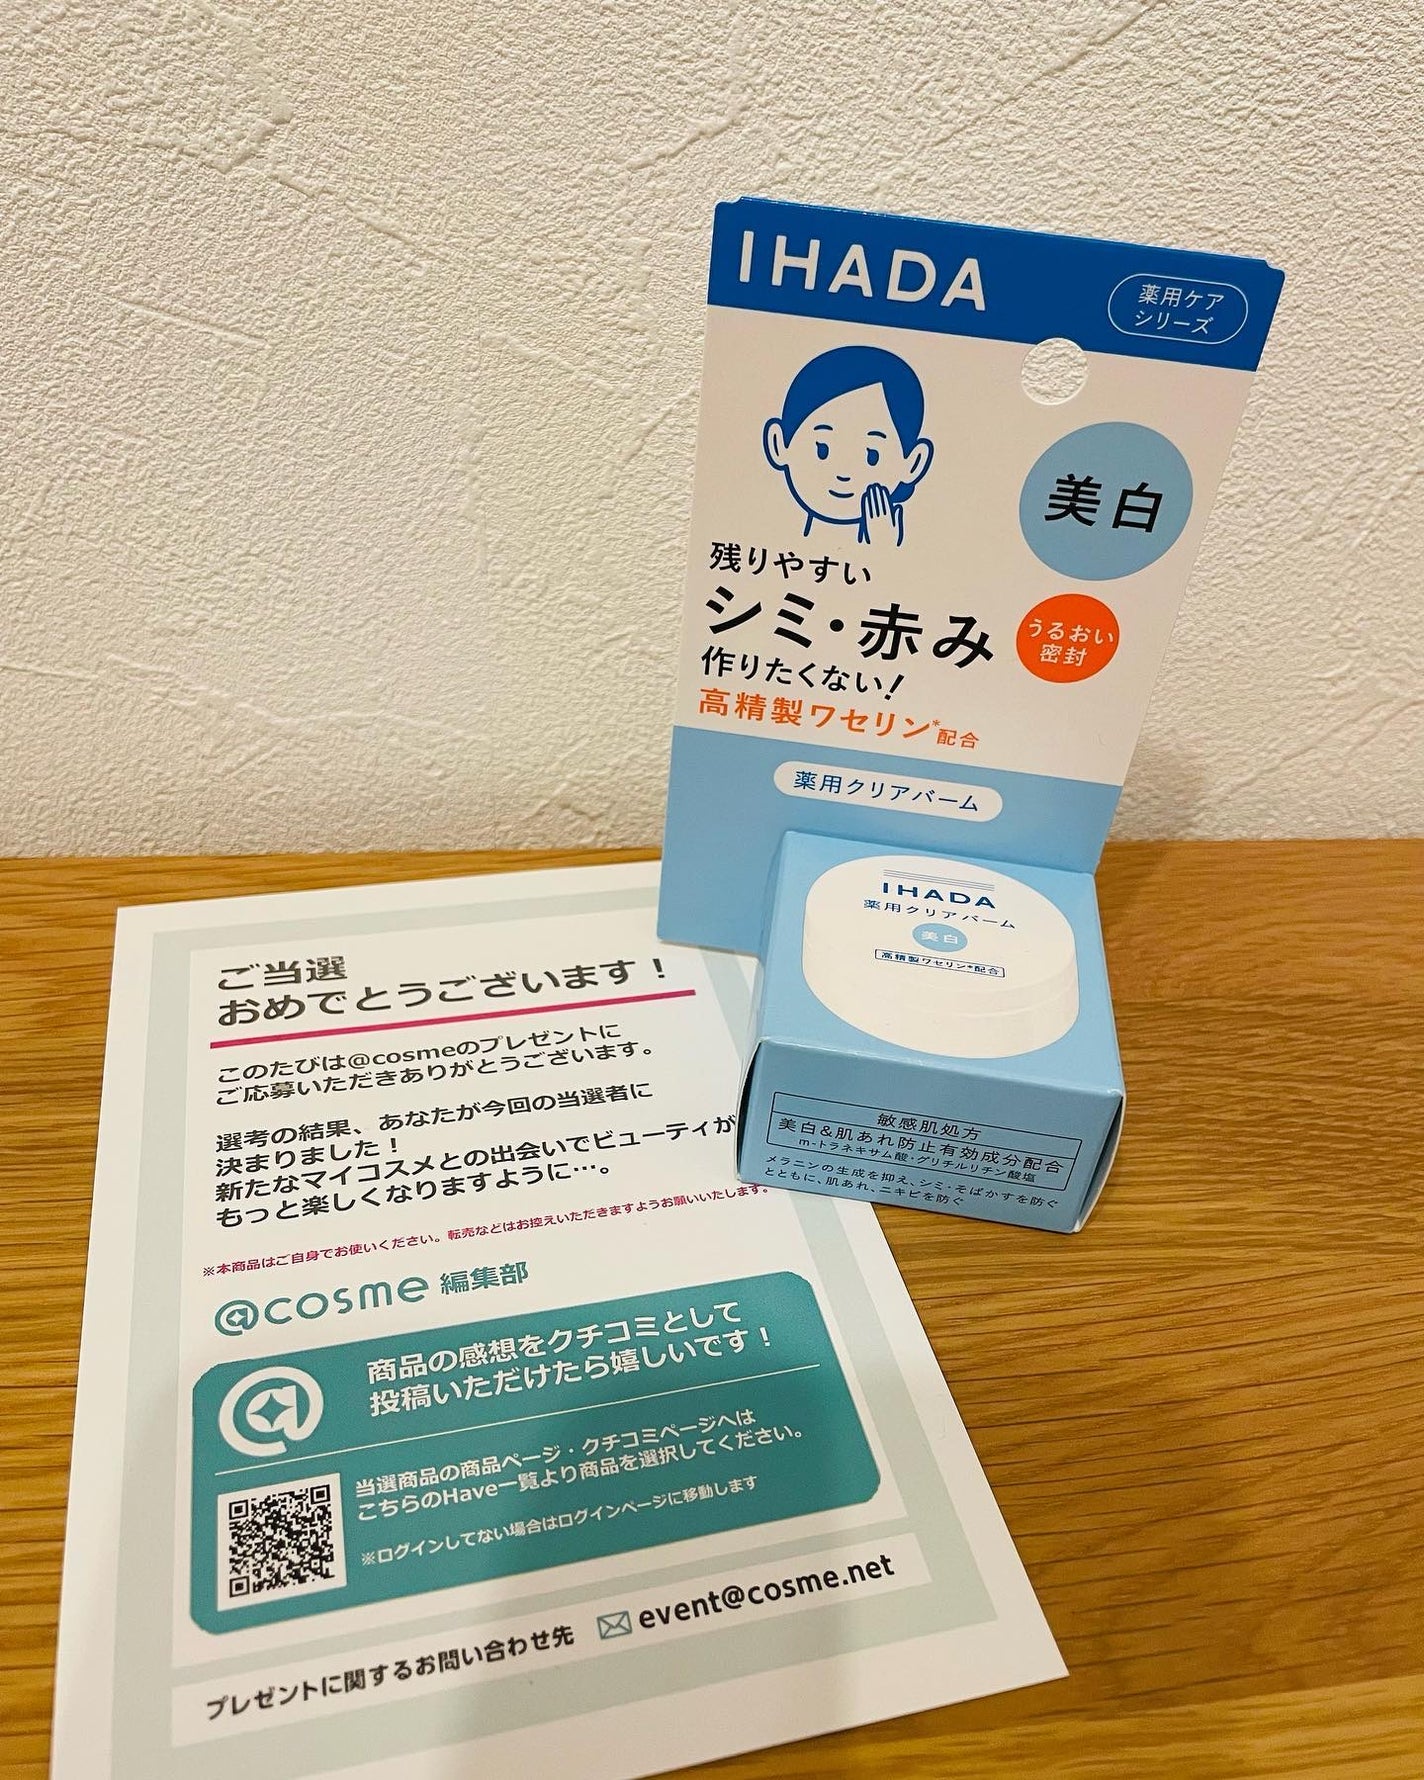 IHADA
薬用ケア
シリーズ
美白
残りやすい
シミ・赤み
作りたくない!
うるおい
密封
高精製ワセリン*配合
薬用クリアバーム
IHADA
薬用クリアバーム
美白
高精製ワセリン*配合
敏感肌処方
美白&肌あれ防止有効成分配合
m-トラネキサム酸・グリチルリチン酸塩
メラニンの生成を抑え、シミ・そばかすを防ぐ
とともに、肌あれ、ニキビを防ぐ
ご当選
おめでとうございます！
このたびは@cosmeのプレゼントに
ご応募いただきありがとうございます。
選考の結果、あなたが今回の当選者に
決まりました！
新たなマイコスメとの出会いでビューティが
もっと楽しくなりますように…。
※本商品はご自身でお使いください。転売などはお控えいただきますようお願いいたします。
@cosme 編集部
商品の感想をクチコミとして
投稿いただけたら嬉しいです！
当選商品の商品ページ・クチコミページへは
こちらのHave一覧より商品を選択してください。
※ログインしてない場合はログインページに移動します
プレゼントに関するお問い合わせ先 event@cosme.net